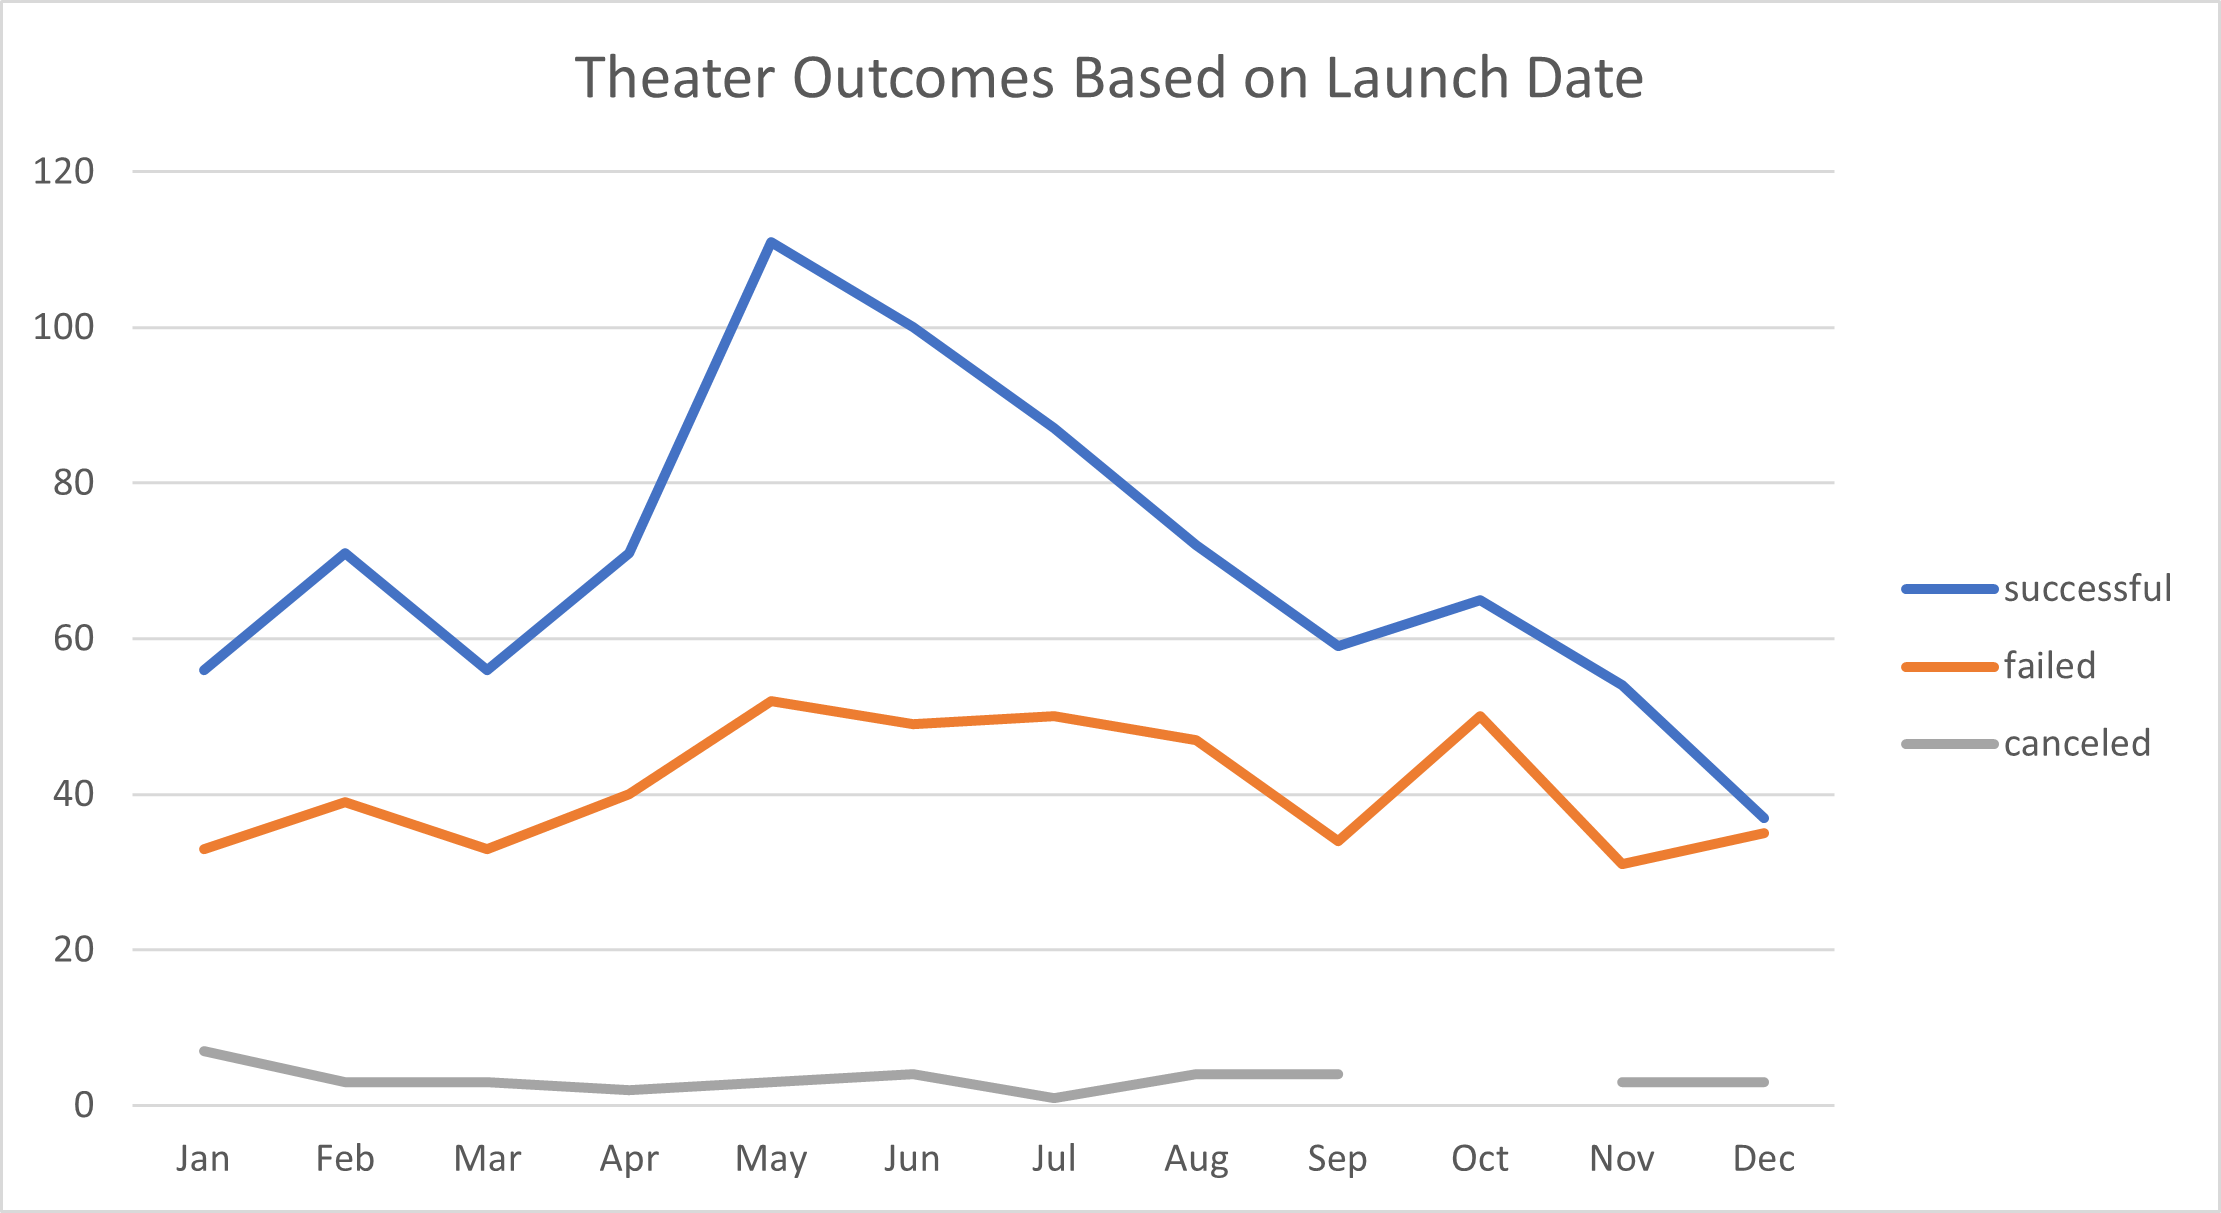 Theater Outcomes Based on Launch Date
120
100
80
60
40
20
0
Jan Feb Mar Apr May Jun Jul Aug Sep Oct Nov Dec
successful
failed
canceled